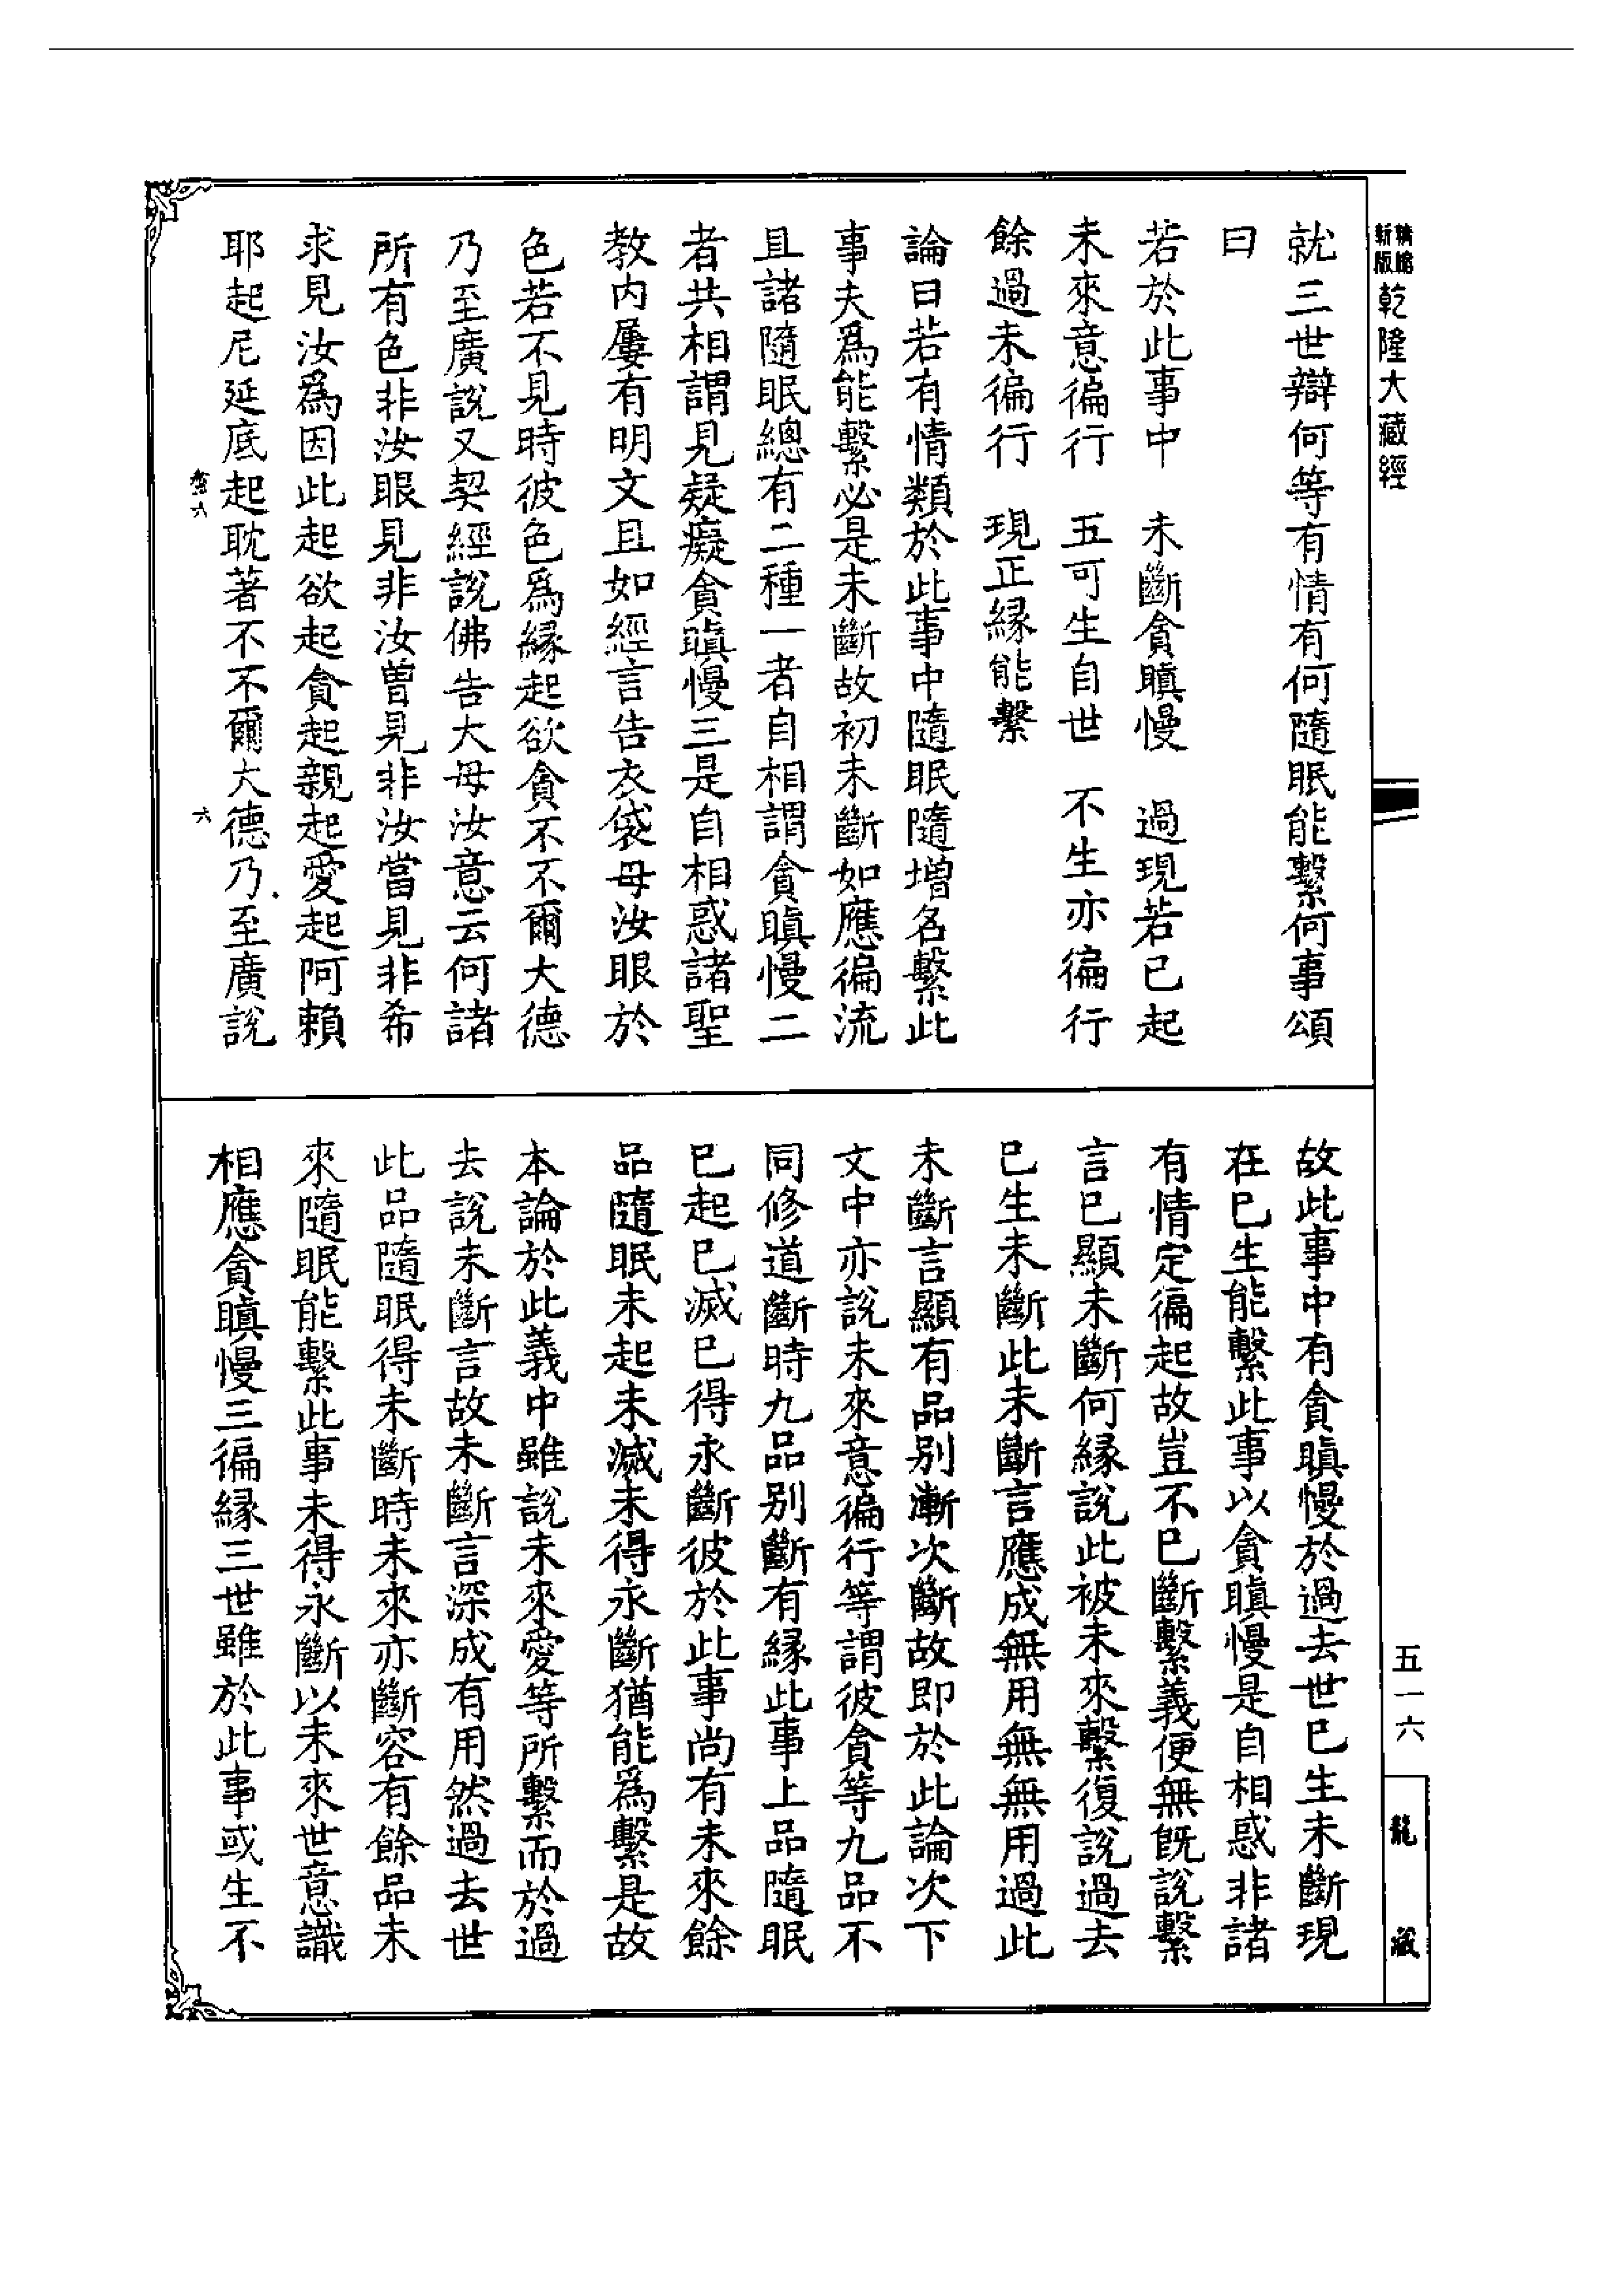 精縮
新版
乾隆大藏經
就三世辯何等有情有何隨眠能繫何事頌
曰
若於此事中　未斷貪瞋慢　過現若已起
未來意徧行　五可生自世　不生亦徧行
餘過未徧行　現正緣能繫
論曰若有情類於此事中隨眠隨增名繫此
事夫爲能繫必是未斷故初未斷如應徧流
且諸隨眠總有二種一者自相謂貪瞋慢二
者共相謂見疑癡貪瞋慢三是自相惑諸聖
教內屢有明文且如經言告衣袋母汝眼於
色若不見時彼色爲緣起欲貪不不爾大德
乃至廣說又契經說佛告大母汝意云何諸
所有色非汝眼見非汝曾見非汝當見非希
求見汝爲因此起欲起貪起親起愛起阿賴
耶起尼延底起耽著不不爾大德乃至廣說
六
六
故此事中有貪瞋慢於過去世已生未斷現
在已生能繫此事以貪瞋慢是自相惑非諸
有情定徧起故豈不已斷繫義便無旣說繫
言已顯未斷何緣說此被未來繫復說過去
已生未斷此未斷言應成無用無無用過此
未斷言顯有品別漸次斷故即於此論次下
文中亦說未來意徧行等謂彼貪等九品不
同修道斷時九品別斷有緣此事上品隨眠
已起已滅已得永斷彼於此事尚有未來餘
品隨眠未起未滅未得永斷猶能爲繫是故
本論於此義中雖說未來愛等所繫而於過
去說未斷言故未斷言深成有用然過去世
此品隨眠得未斷時未來亦斷容有餘品未
來隨眠能繫此事未得永斷以未來世意識
相應貪瞋慢三徧緣三世雖於此事或生不
五一六
龍藏